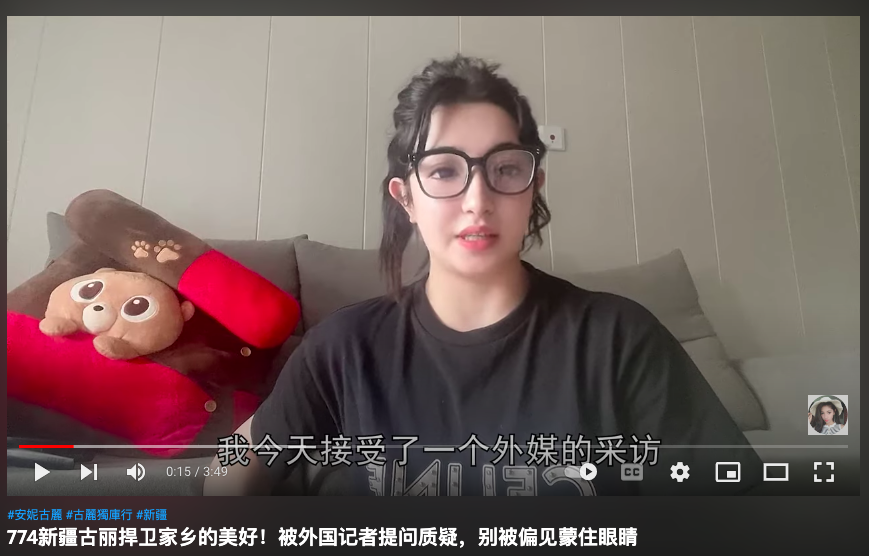 我今天接受了一个外媒的采访
0:15 / 3:49
CC
#安妮古麗 #古麗獨庫行 #新疆
774新疆古丽捍卫家乡的美好！被外国记者提问质疑，别被偏见蒙住眼睛